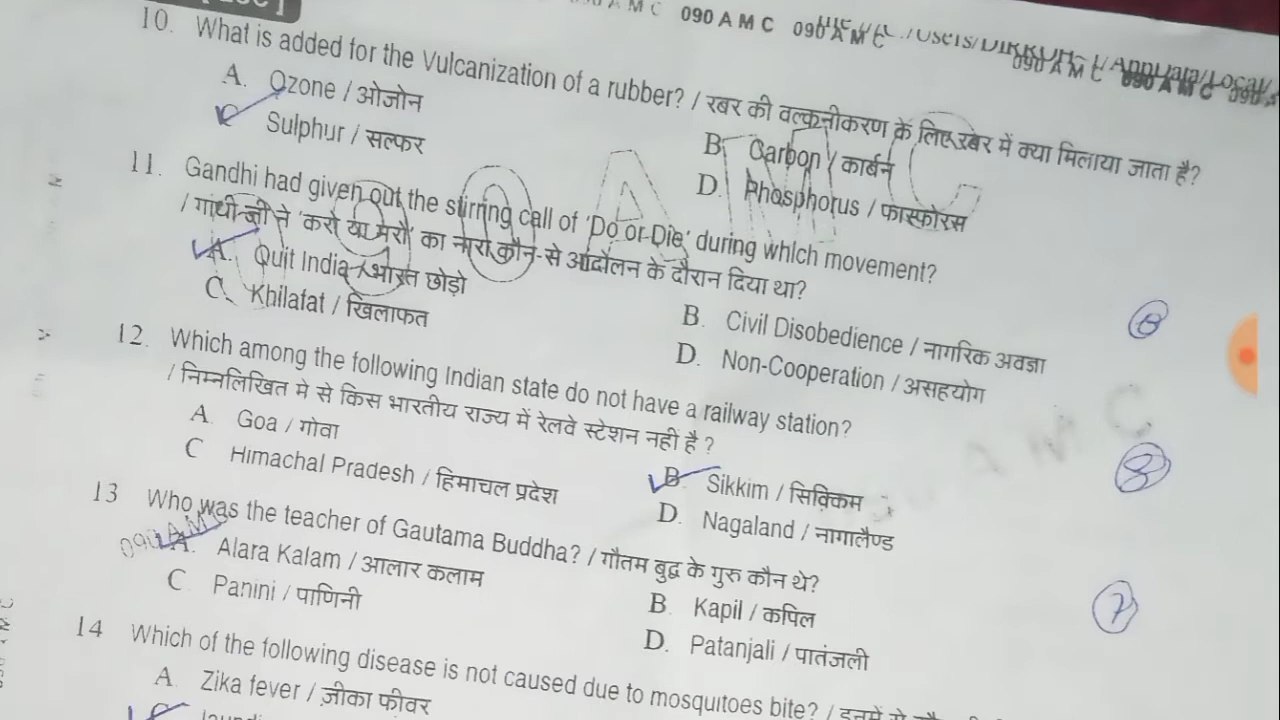 090 A M C 090 A M C
090 A M C 090 A M C
10. What is added for the Vulcanization of a rubber? / रबर की वल्कनीकरण के लिए रबर में क्या मिलाया जाता है?
A. Ozone / ओजोन
B. Carbon / कार्बन
C Sulphur / सल्फर
D. Phosphorus / फास्फोरस
11. Gandhi had given out the stirring call of 'Do or Die' during which movement?
/ गांधी जी ने 'करो या मरो' का नारा कौन-से आंदोलन के दौरान दिया था?
A. Quit India / भारत छोड़ो
B. Civil Disobedience / नागरिक अवज्ञा
C. Khilafat / खिलाफत
D. Non-Cooperation / असहयोग
12. Which among the following Indian state do not have a railway station?
/ निम्नलिखित मे से किस भारतीय राज्य में रेलवे स्टेशन नहीं है ?
A. Goa / गोवा
B. Sikkim / सिक्किम
C Himachal Pradesh / हिमाचल प्रदेश
D. Nagaland / नागालैण्ड
13 Who was the teacher of Gautama Buddha? / गौतम बुद्ध के गुरु कौन थे?
090 A M C
A. Alara Kalam / आलार कलाम
B. Kapil / कपिल
C Panini / पाणिनी
D. Patanjali / पातंजली
7
14 Which of the following disease is not caused due to mosquitoes bite? /
A. Zika fever / ज़ीका फीवर